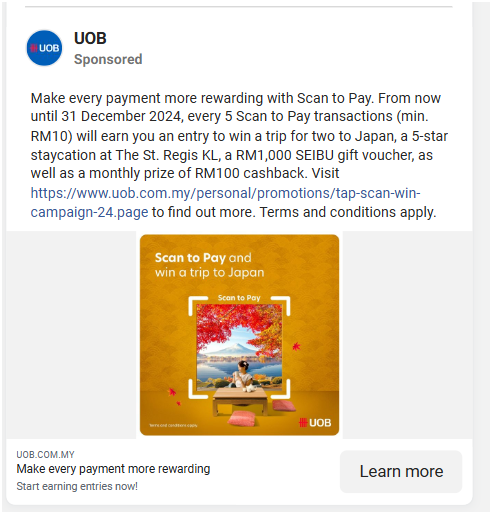 UOB
UOB
Sponsored
Make every payment more rewarding with Scan to Pay. From now
until 31 December 2024, every 5 Scan to Pay transactions (min.
RM10) will earn you an entry to win a trip for two to Japan, a 5-star
staycation at The St. Regis KL, a RM1,000 SEIBU gift voucher, as
well as a monthly prize of RM100 cashback. Visit
https://www.uob.com.my/personal/promotions/tap-scan-win-
campaign-24.page to find out more. Terms and conditions apply.
Scan to Pay and
win a trip to Japan
Scan to Pay
Terms and conditions apply.
UOB
UOB.COM.MY
Make every payment more rewarding
Start earning entries now!
Learn more